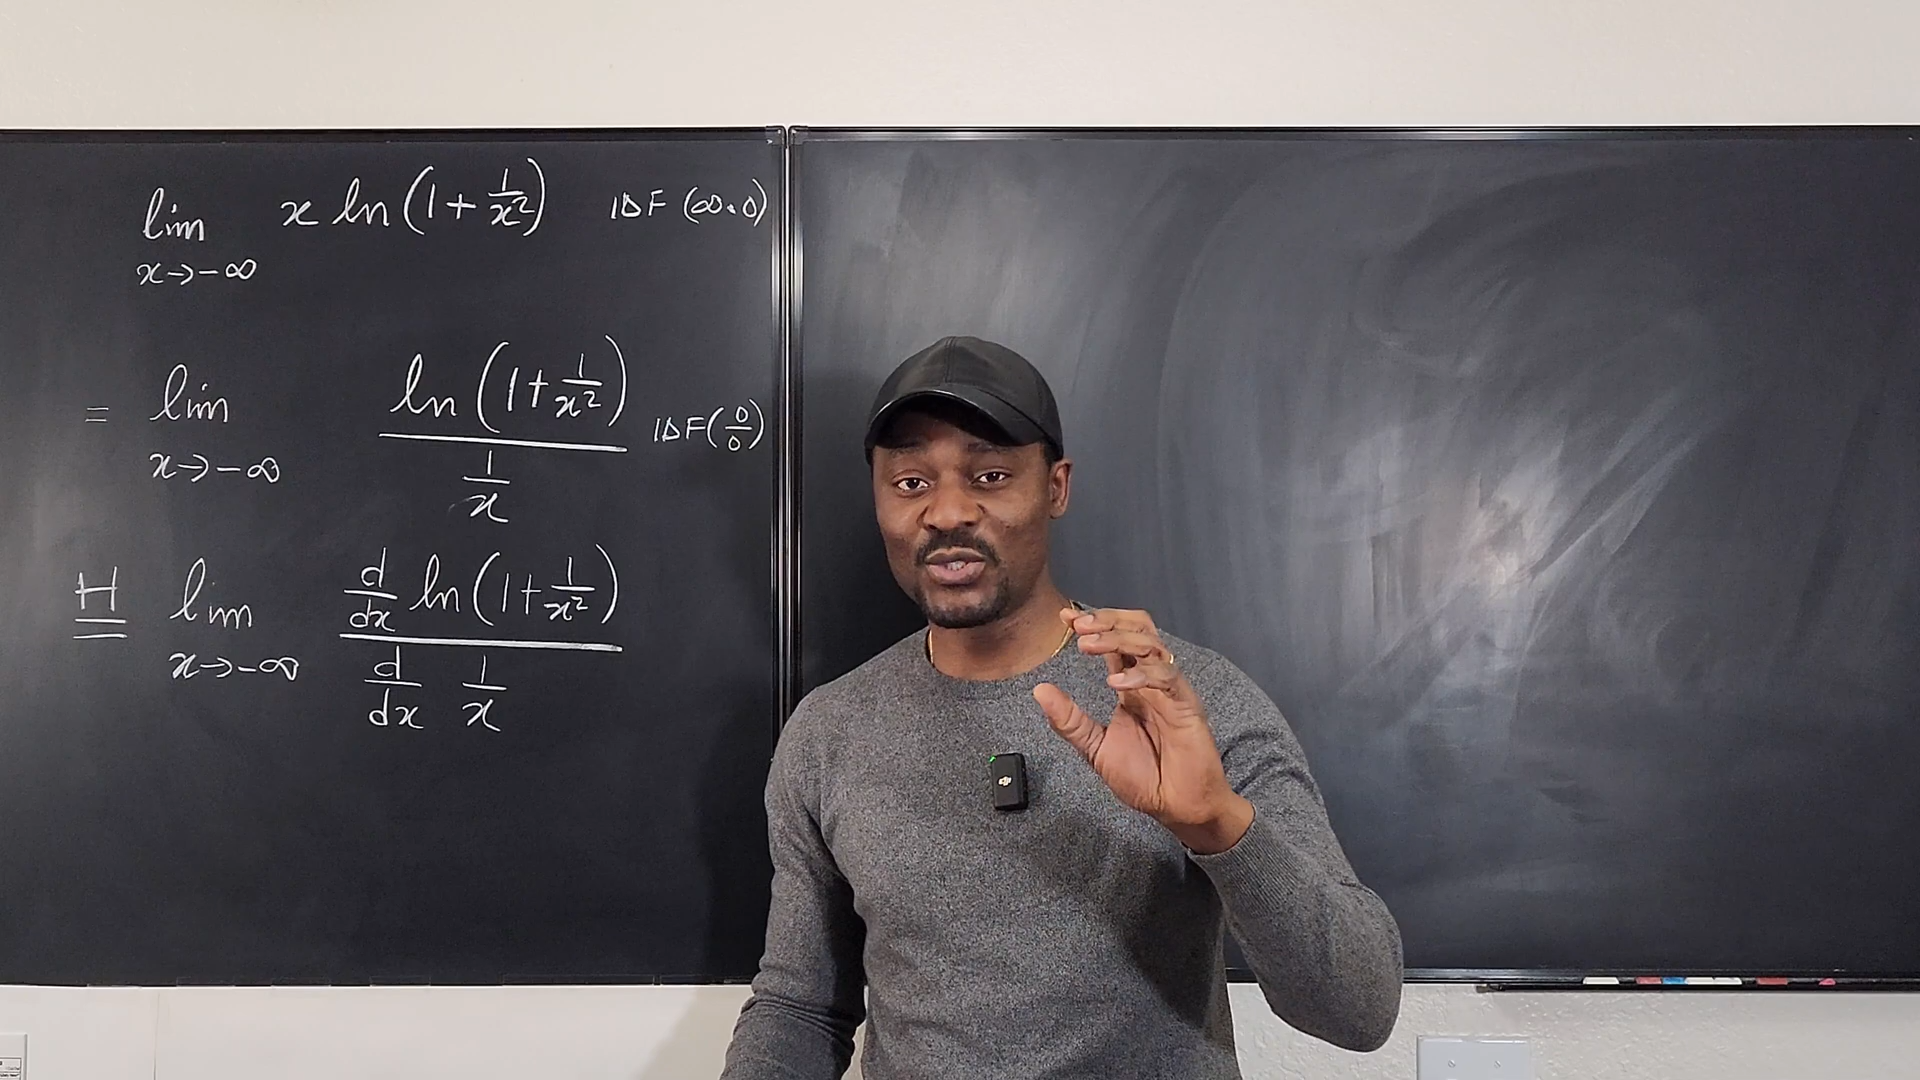 lim x→-∞ x ln(1 + 1/x²) IDF (∞.0)
= lim x→-∞ ln(1 + 1/x²) / (1/x) IDF (0/0)
H = lim x→-∞ (d/dx ln(1 + 1/x²)) / (d/dx 1/x)